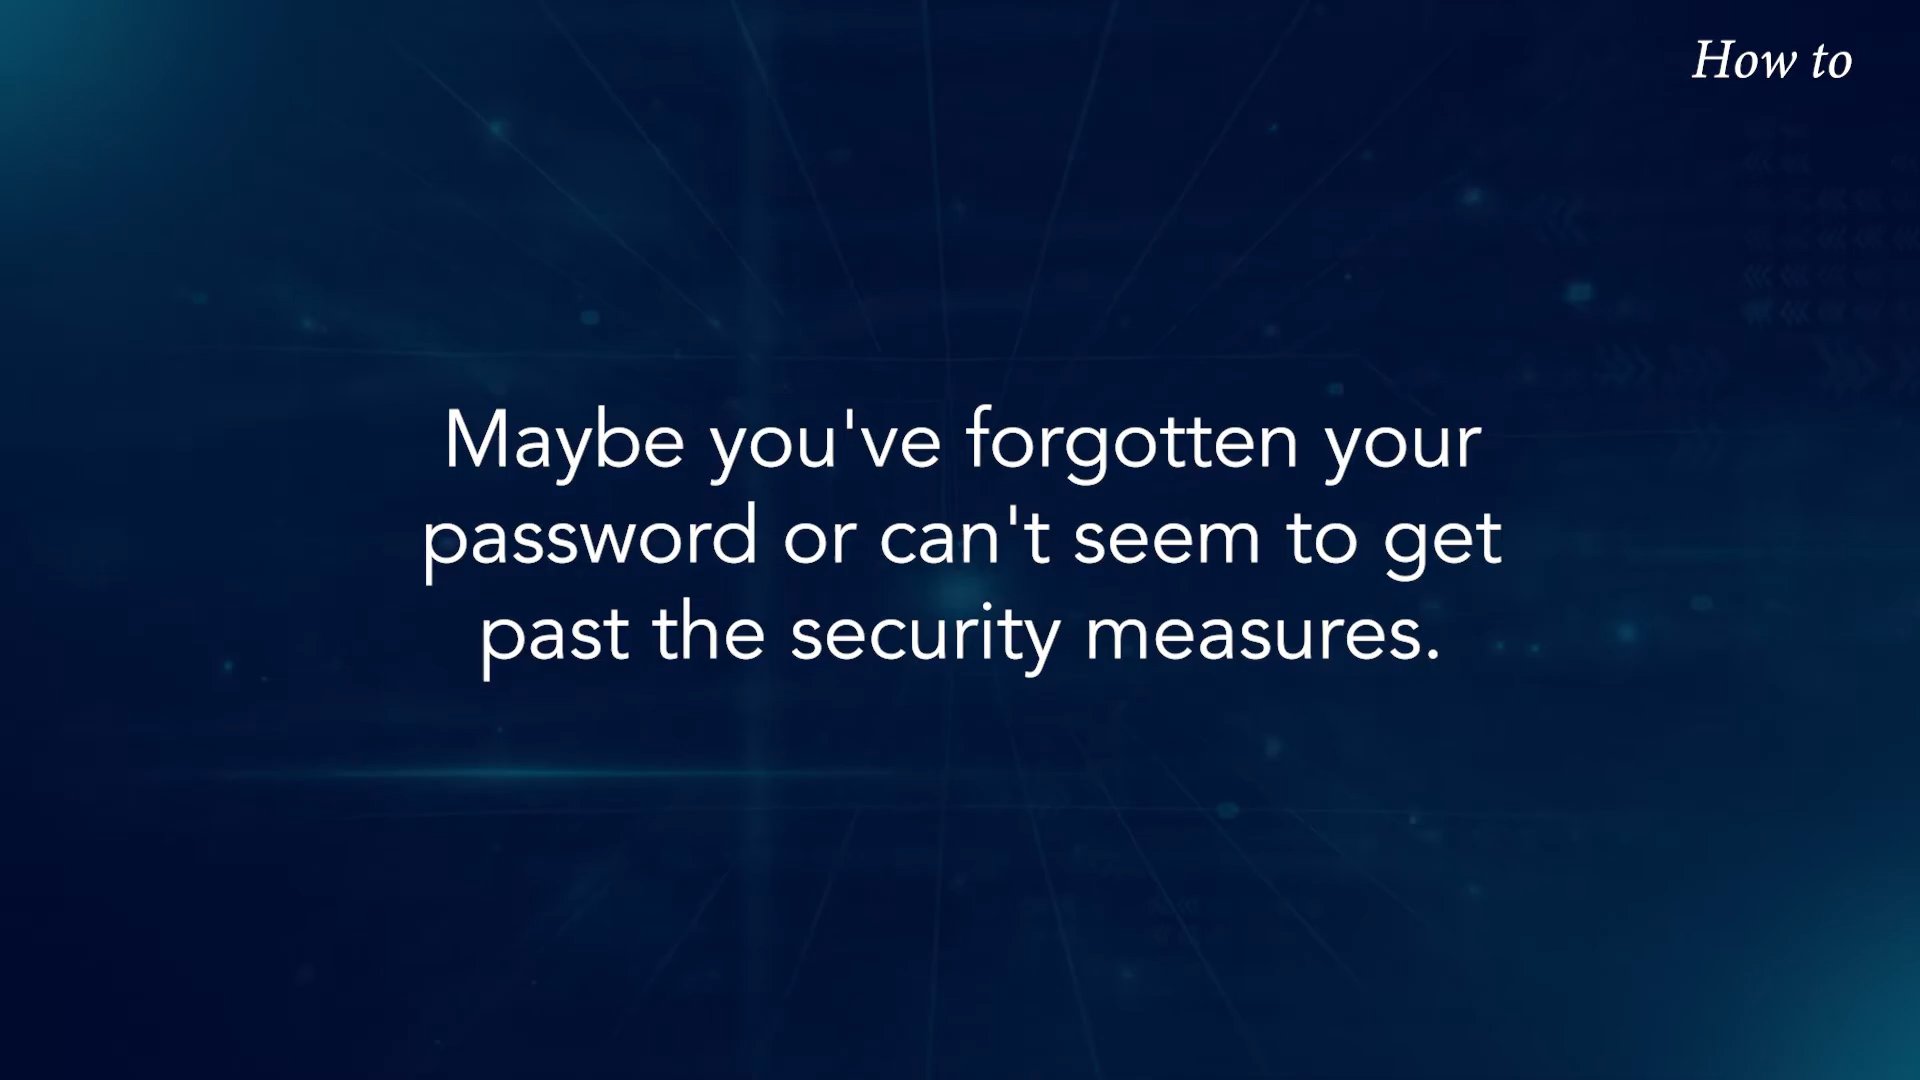 How to
Maybe you've forgotten your
password or can't seem to get
past the security measures.